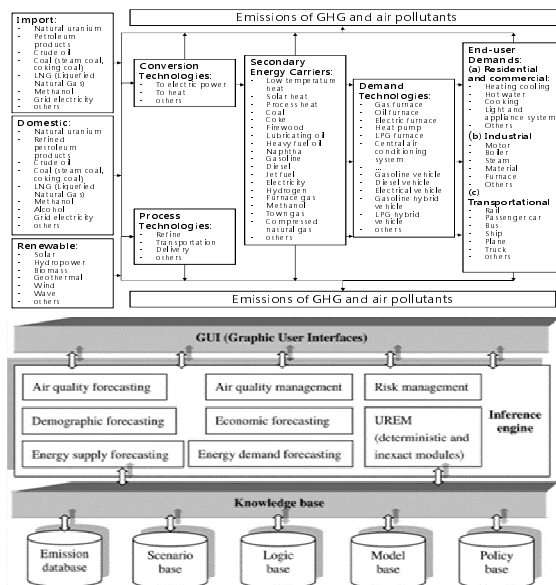 Emissions of GHG and air pollutants
Import:
- Natural uranium
- Petroleum
products
- Crude oil
- Coal (steam coal,
coking coal)
- LNG (Liquefied
Natural Gas)
- Methanol
- Grid electricity
- others
Domestic:
- Natural uranium
- Refined
petroleum
products
- Crude oil
- Coal (steam coal,
coking coal)
- LNG (Liquefied
Natural Gas)
- Methanol
- Alcohol
- Grid electricity
- others
Renewable:
- Solar
- Hydropower
- Biomass
- Geothermal
- Wind
- Wave
- others
Conversion
Technologies:
- To electric power
- To heat
- others
Process
Technologies:
- Refine
- Transportation
- Delivery
- others
Secondary
Energy Carriers:
- Low temperature
heat
- Solar heat
- Process heat
- Coal
- Coke
- Firewood
- Lubricating oil
- Heavy fuel oil
- Naphtha
- Gasoline
- Diesel
- Jet fuel
- Electricity
- Hydrogen
- Furnace gas
- Methanol
- Town gas
- Compressed
natural gas
- others
Demand
Technologies:
- Gas furnace
- Oil furnace
- Electric furnace
- Heat pump
- LPG furnace
- Central air
conditioning
system
- ...
- Gasoline vehicle
- Diesel vehicle
- Electrical vehicle
- Gasoline hybrid
vehicle
- LPG hybrid
vehicle
- others
End-user
Demands:
(a) Residential
and commercial:
- Heating cooling
- Hot water
- Cooking
- Light and
appliance system
- Others
(b) Industrial
- Motor
- Boiler
- Steam
- Material
- Furnace
- Others
(c)
Transportational
- Rail
- Passenger car
- Bus
- Ship
- Plane
- Truck
- others
Emissions of GHG and air pollutants
GUI (Graphic User Interfaces)
Air quality forecasting
Air quality management
Risk management
Demographic forecasting
Economic forecasting
UREM
(deterministic and
inexact modules)
Inference
engine
Energy supply forecasting
Energy demand forecasting
Knowledge base
Emission
database
Scenario
base
Logic
base
Model
base
Policy
base